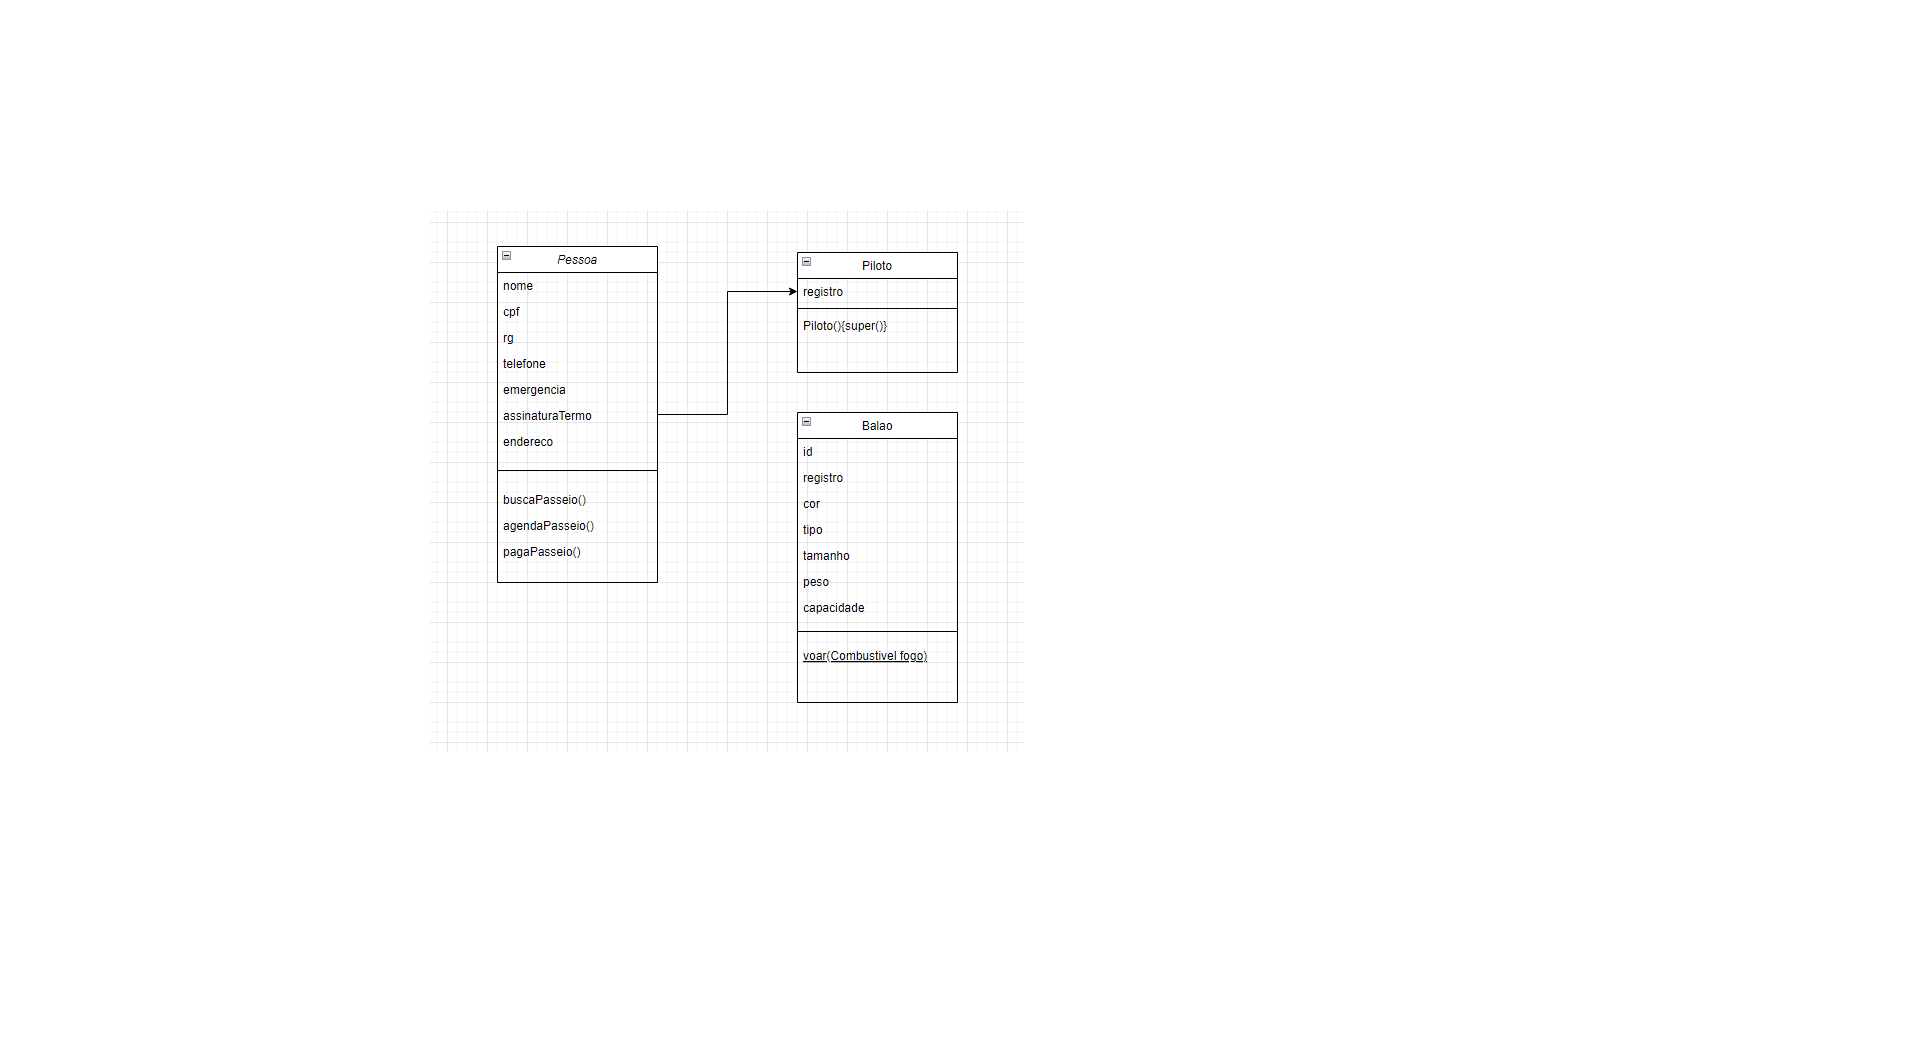 Pessoa
nome
cpf
rg
telefone
emergencia
assinaturaTermo
endereco
buscaPasseio()
agendaPasseio()
pagaPasseio()
Piloto
registro
Piloto(){super()}
Balao
id
registro
cor
tipo
tamanho
peso
capacidade
voar(Combustivel fogo)